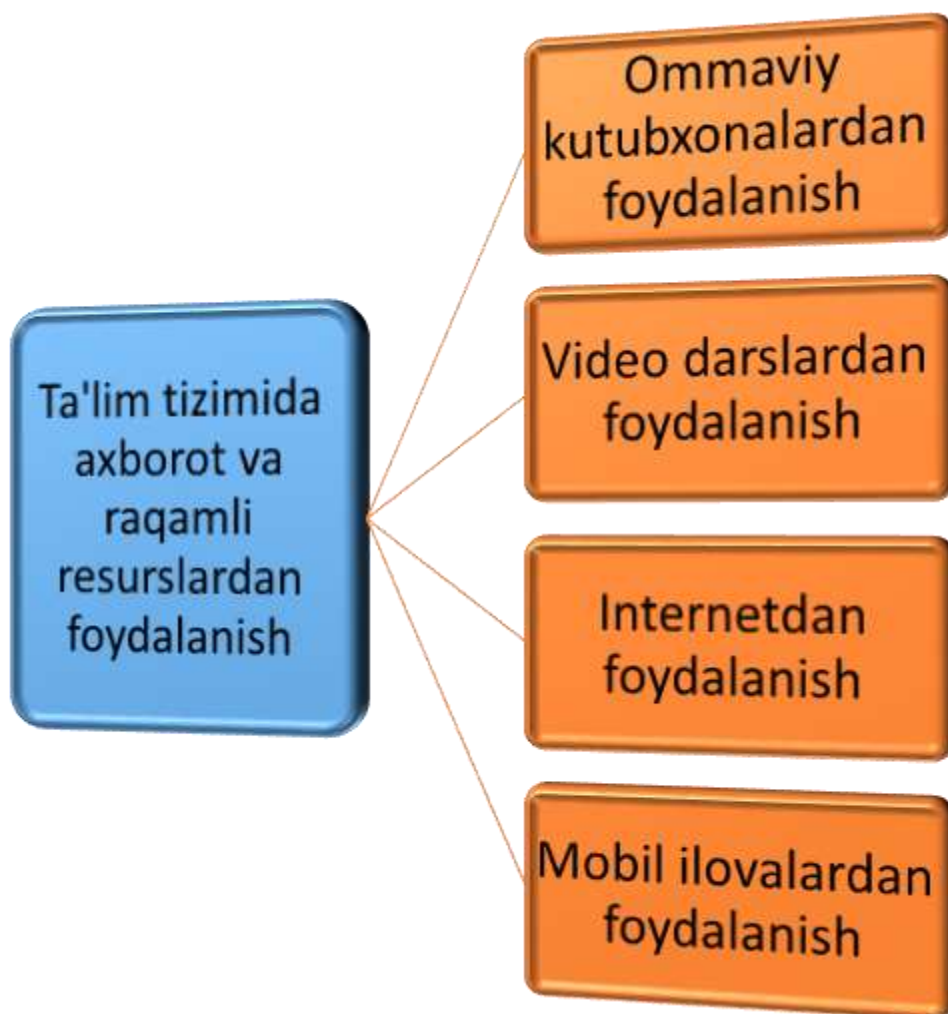 Ta'lim tizimida
axborot va
raqamli
resurslardan
foydalanish
Ommaviy
kutubxonalardan
foydalanish
Video darslardan
foydalanish
Internetdan
foydalanish
Mobil ilovalardan
foydalanish